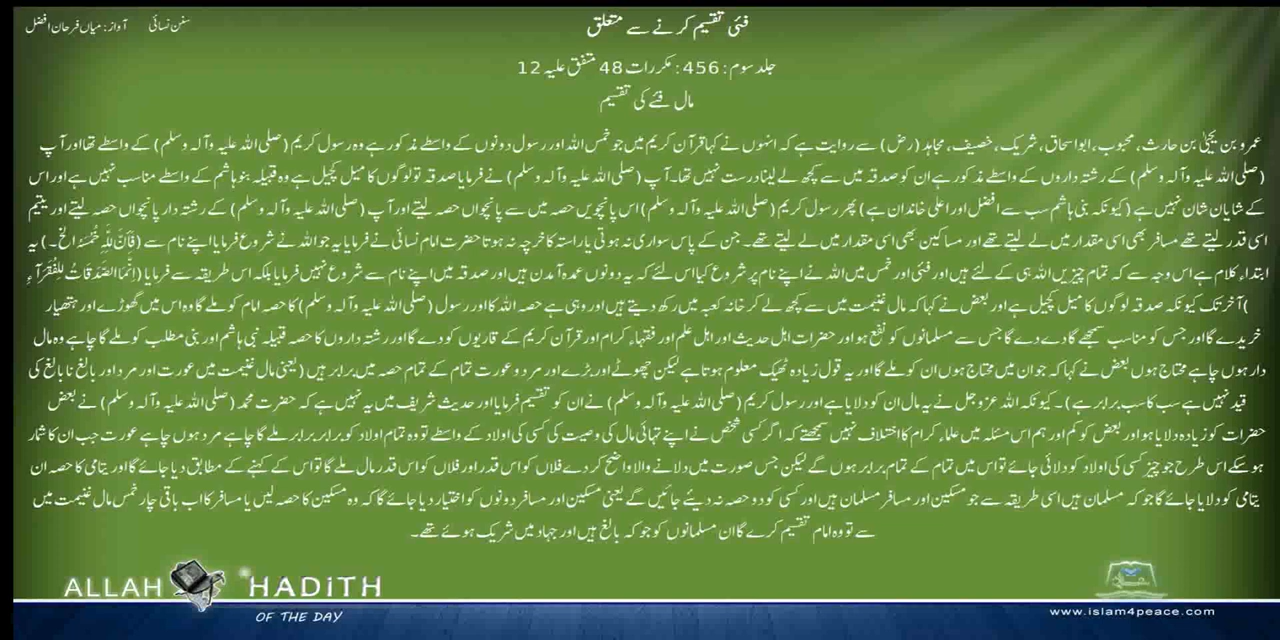 سنن نسائی آواز: میاں فرحان افضل
فئی تقسیم کرنے سے متعلق
جلد سوم: 456: مکررات 48 متفق علیہ 12
مال فئے کی تقسیم
عمرو بن یحیٰی بن حارث، محبوب، ابو اسحاق، شریک، خصیف، مجاہد (رض) سے روایت ہے کہ انہوں نے کہا قرآن کریم میں جو خمس اللہ اور رسول دونوں کے واسطے مذکور ہے وہ رسول کریم (صلی اللہ علیہ وآلہ وسلم) کے واسطے تھا اور آپ
(صلی اللہ علیہ وآلہ وسلم) کے رشتہ داروں کے واسطے مذکور ہے ان کو صدقہ میں سے کچھ لے لینا درست نہیں تھا۔ آپ (صلی اللہ علیہ وآلہ وسلم) نے فرمایا صدقہ تو لوگوں کا میل کچیل ہے وہ قبیلہ بنو ہاشم کے واسطے مناسب نہیں ہے اور اس
کے شایان شان نہیں ہے (کیونکہ بنی ہاشم سب سے افضل اور اعلی خاندان ہے) پھر رسول کریم (صلی اللہ علیہ وآلہ وسلم) اس پانچویں حصہ میں سے پانچواں حصہ لیتے اور آپ (صلی اللہ علیہ وآلہ وسلم) کے رشتہ دار پانچواں حصہ لیتے اور یتیم
اسی قدر لیتے تھے مسافر بھی اسی مقدار میں لے لیتے تھے اور مساکین بھی اسی مقدار میں لے لیتے تھے۔ جن کے پاس سواری نہ ہوتی یا راستہ کا خرچہ نہ ہوتا حضرت امام نسائی نے فرمایا یہ جو اللہ نے شروع فرمایا اپنے نام سے (فَاَنَّ لِلّٰهِ خُمُسَهٗ الخ۔) یہ
ابتداء کلام ہے اس وجہ سے کہ تمام چیزیں اللہ ہی کے لئے ہیں اور فئی اور خمس میں اللہ نے اپنے نام پر شروع کیا اس لئے کہ یہ دونوں عمدہ آمدن ہیں اور صدقہ میں اپنے نام سے شروع نہیں فرمایا بلکہ اس طریقہ سے فرمایا (اِنَّمَا الصَّدَقَاتُ لِلْفُقَرَآءِ
) آخر تک کیونکہ صدقہ لوگوں کا میل کچیل ہے اور بعض نے کہا کہ مال غنیمت میں سے کچھ لے کر خانہ کعبہ میں رکھ دیتے ہیں اور وہی ہے حصہ اللہ کا اور رسول (صلی اللہ علیہ وآلہ وسلم) کا حصہ امام کو ملے گا وہ اس میں گھوڑے اور ہتھیار
خریدے گا اور جس کو مناسب سمجھے گا دے دے گا جس سے مسلمانوں کو نفع ہو اور حضرات اہل حدیث اور اہل علم اور فقہاء کرام اور قرآن کریم کے قاریوں کو دے گا اور رشتہ داروں کا حصہ قبیلہ بنی ہاشم اور بنی مطلب کو ملے گا چاہے وہ مال
دار ہوں چاہے محتاج ہوں بعض نے کہا کہ جو ان میں محتاج ہوں ان کو ملے گا اور یہ قول زیادہ ٹھیک معلوم ہوتا ہے لیکن چھوٹے اور بڑے اور مرد و عورت تمام کے تمام حصہ میں برابر ہیں (یعنی مال غنیمت میں عورت اور مرد اور بالغ نابالغ کی
قید نہیں ہے سب کا سب برابر ہے)۔ کیونکہ اللہ عزوجل نے یہ مال ان کو دلایا ہے اور رسول کریم (صلی اللہ علیہ وآلہ وسلم) نے ان کو تقسیم فرمایا اور حدیث شریف میں یہ نہیں ہے کہ حضرت محمد (صلی اللہ علیہ وآلہ وسلم) نے بعض
حضرات کو زیادہ دلایا ہو اور بعض کو کم اور ہم اس مسئلہ میں علماء کرام کا اختلاف نہیں سمجھتے کہ اگر کسی شخص نے اپنے تہائی مال کی وصیت کی کسی کی اولاد کے واسطے تو وہ تمام اولاد کو برابر برابر ملے گا چاہے مرد ہوں چاہے عورت جب ان کا شمار
ہو سکے اس طرح جو چیز کسی کی اولاد کو دلائی جائے تو اس میں تمام کے تمام برابر ہوں گے لیکن جس صورت میں دلانے والا واضح کر دے فلاں کو اس قدر اور فلاں کو اس قدر مال ملے گا تو اس کے کہنے کے مطابق دیا جائے گا اور یتامی کا حصہ ان
یتامی کو دلایا جائے گا جو کہ مسلمان ہیں اسی طریقہ سے جو مسکین اور مسافر مسلمان ہیں اور کسی کو دو حصہ نہ دیئے جائیں گے یعنی مسکین اور مسافر دونوں کو اختیار دیا جائے گا کہ وہ مسکین کا حصہ لیں یا مسافر کا اب باقی چار خمس مال غنیمت میں
سے تو وہ امام تقسیم کرے گا ان مسلمانوں کو جو کہ بالغ ہیں اور جہاد میں شریک ہوئے تھے۔
ALLAH HADITH
OF THE DAY
www.islam4peace.com